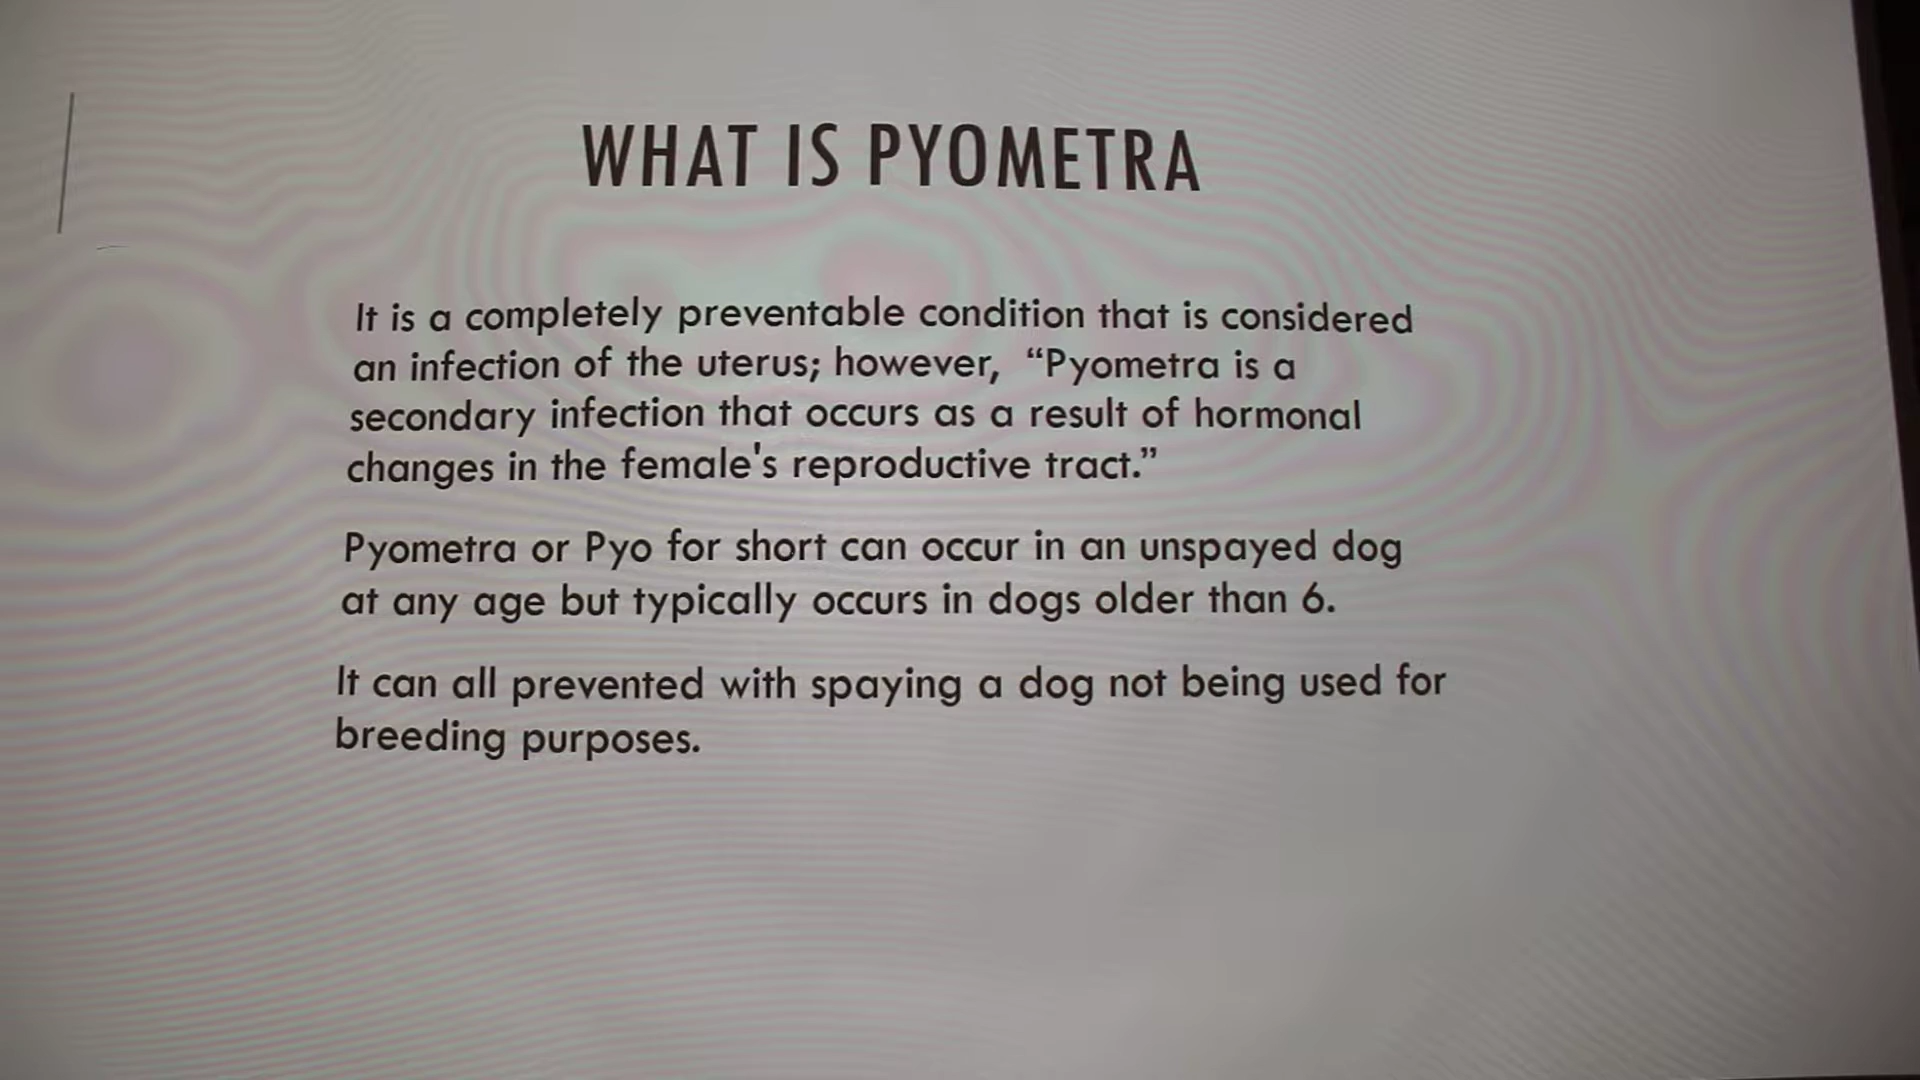 WHAT IS PYOMETRA
It is a completely preventable condition that is considered
an infection of the uterus; however, “Pyometra is a
secondary infection that occurs as a result of hormonal
changes in the female's reproductive tract.”
Pyometra or Pyo for short can occur in an unspayed dog
at any age but typically occurs in dogs older than 6.
It can all prevented with spaying a dog not being used for
breeding purposes.